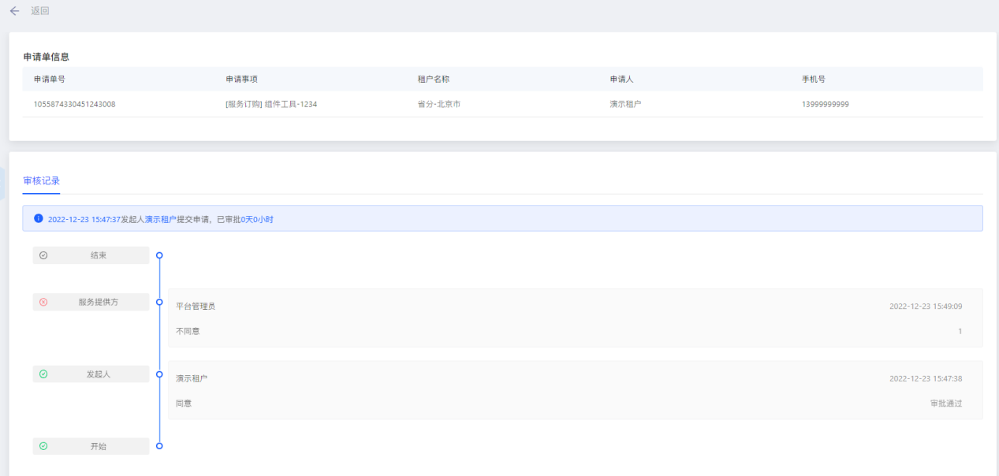 返回
申请单信息
申请单号 申请事项 租户名称 申请人 手机号
1055874330451243008 [服务订购] 组件工具-1234 省分-北京市 演示租户 13999999999
审核记录
2022-12-23 15:47:37发起人演示租户提交申请，已审批0天0小时
结束
服务提供方
平台管理员 2022-12-23 15:49:09
不同意 1
发起人
演示租户 2022-12-23 15:47:38
同意 审批通过
开始